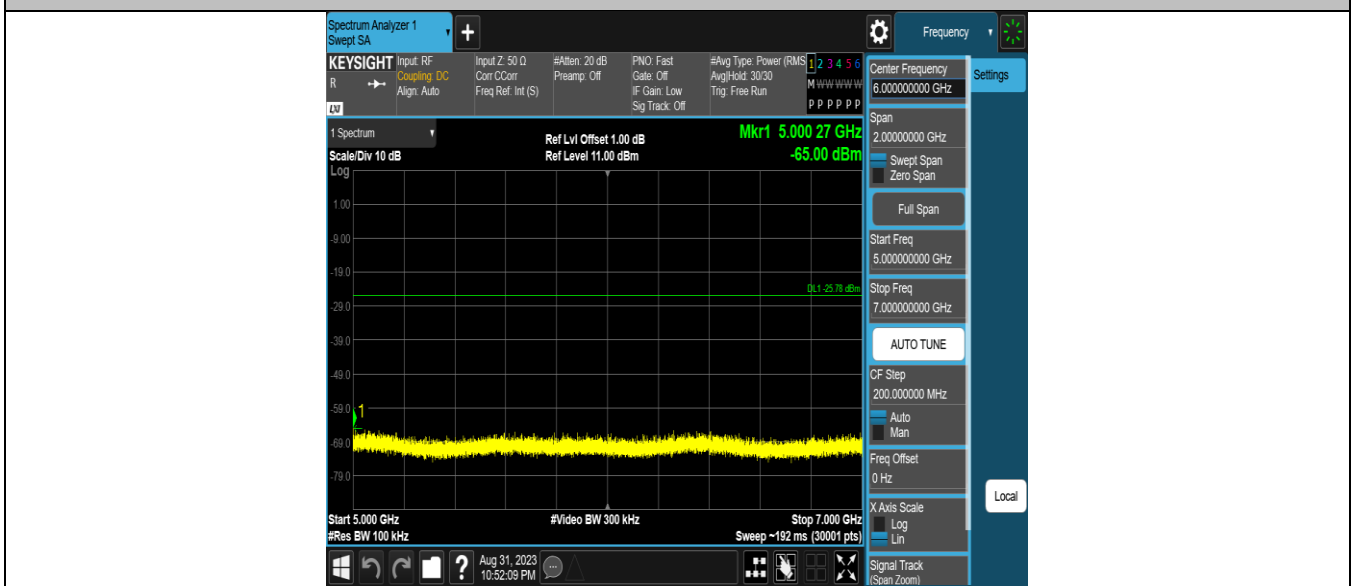 Spectrum Analyzer 1
Swept SA
Frequency
KEYSIGHT
R
LXI
Input: RF
Coupling: DC
Align: Auto
Input Z: 50 Ω
Corr CCorr
Freq Ref: Int (S)
#Atten: 20 dB
Preamp: Off
PNO: Fast
Gate: Off
IF Gain: Low
Sig Track: Off
#Avg Type: Power (RMS
Avg|Hold: 30/30
Trig: Free Run
1 2 3 4 5 6
M W W W W W
P P P P P P
1 Spectrum
Scale/Div 10 dB
Log
Ref Lvl Offset 1.00 dB
Ref Level 11.00 dBm
Mkr1 5.000 27 GHz
-65.00 dBm
1.00
-9.00
-19.0
DL1 -25.78 dBm
-29.0
-39.0
-49.0
-59.0
1
-69.0
-79.0
Start 5.000 GHz
#Res BW 100 kHz
#Video BW 300 kHz
Stop 7.000 GHz
Sweep ~192 ms (30001 pts)
?
Aug 31, 2023
10:52:09 PM
Center Frequency
6.000000000 GHz
Span
2.00000000 GHz
Swept Span
Zero Span
Full Span
Start Freq
5.000000000 GHz
Stop Freq
7.000000000 GHz
AUTO TUNE
CF Step
200.000000 MHz
Auto
Man
Freq Offset
0 Hz
X Axis Scale
Log
Lin
Signal Track
(Span Zoom)
Settings
Local